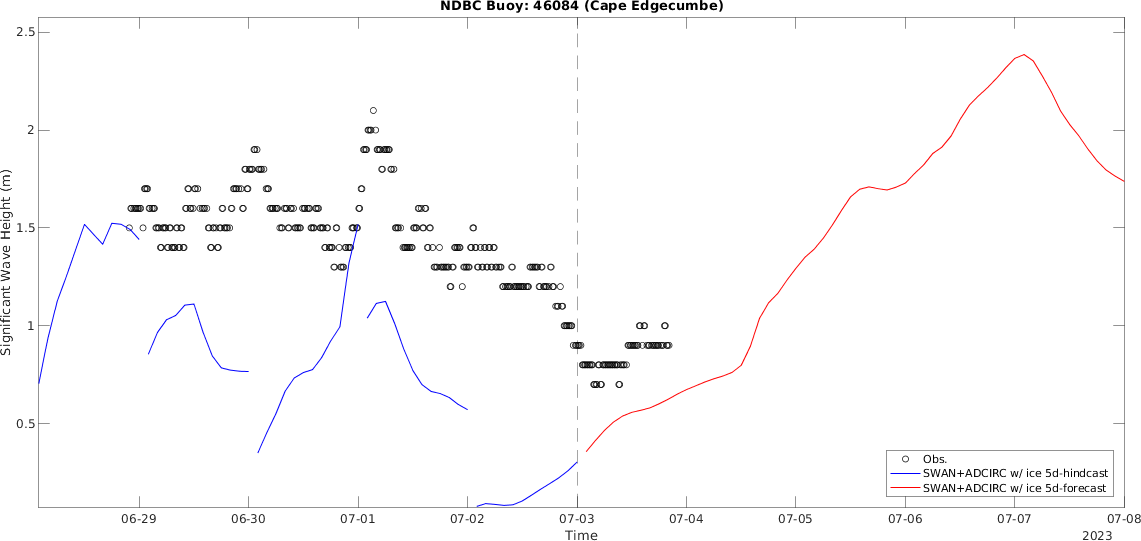 NDBC Buoy: 46084 (Cape Edgecumbe)
2.5
2
1.5
1
0.5
Significant Wave Height (m)
06-29
06-30
07-01
07-02
07-03
07-04
07-05
07-06
07-07
07-08
Time
2023
Obs.
SWAN+ADCIRC w/ ice 5d-hindcast
SWAN+ADCIRC w/ ice 5d-forecast